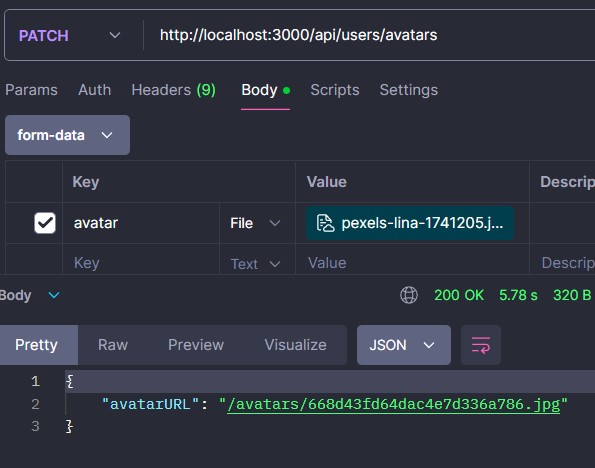 PATCH http://localhost:3000/api/users/avatars
Params Auth Headers (9) Body Scripts Settings
form-data
Key Value Descrip
avatar File pexels-lina-1741205.j...
Key Text Value Descrip
Body 200 OK 5.78 s 320 B
Pretty Raw Preview Visualize JSON
1 {
2 "avatarURL": "/avatars/668d43fd64dac4e7d336a786.jpg"
3 }